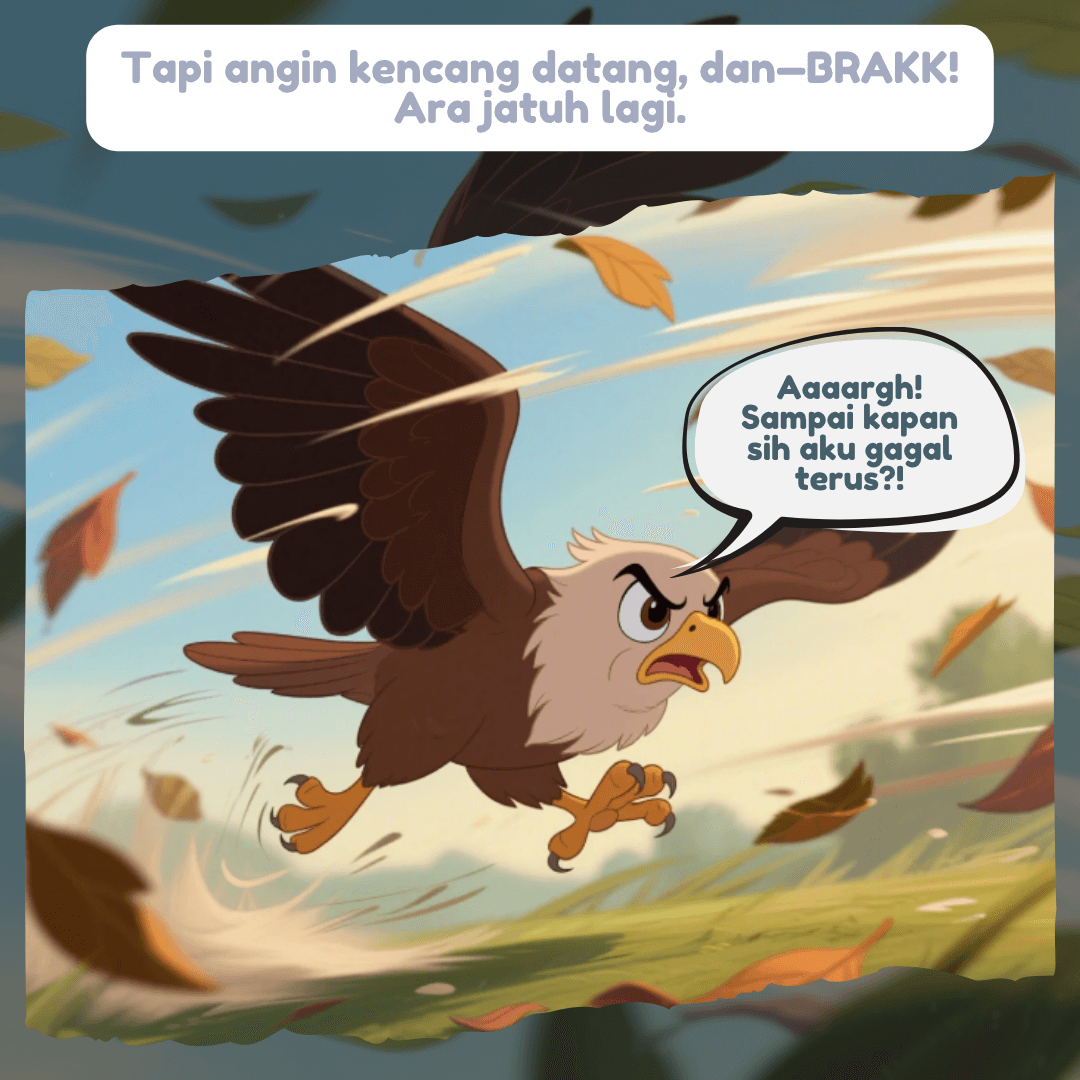 Tapi angin kencang datang, dan—BRAKK!
Ara jatuh lagi.
Aaaargh!
Sampai kapan
sih aku gagal
terus?!